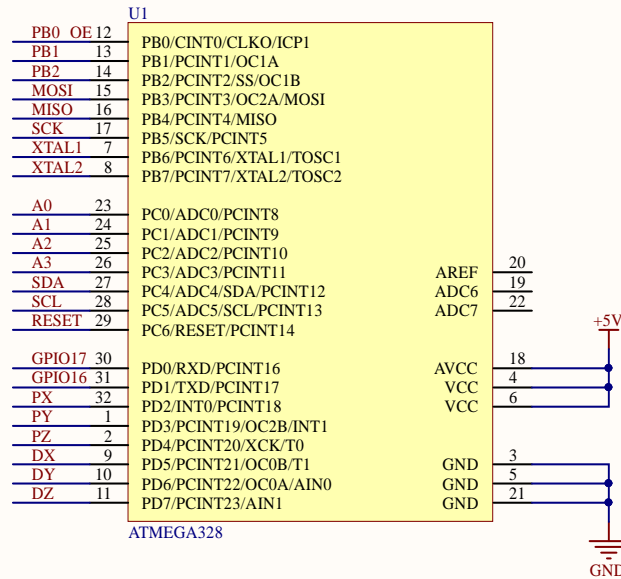 U1
PB0 OE 12 PB0/CINT0/CLKO/ICP1
PB1 13 PB1/PCINT1/OC1A
PB2 14 PB2/PCINT2/SS/OC1B
MOSI 15 PB3/PCINT3/OC2A/MOSI
MISO 16 PB4/PCINT4/MISO
SCK 17 PB5/SCK/PCINT5
XTAL1 7 PB6/PCINT6/XTAL1/TOSC1
XTAL2 8 PB7/PCINT7/XTAL2/TOSC2
A0 23 PC0/ADC0/PCINT8
A1 24 PC1/ADC1/PCINT9
A2 25 PC2/ADC2/PCINT10
A3 26 PC3/ADC3/PCINT11 AREF 20
SDA 27 PC4/ADC4/SDA/PCINT12 ADC6 19
SCL 28 PC5/ADC5/SCL/PCINT13 ADC7 22
RESET 29 PC6/RESET/PCINT14
+5V
GPIO17 30 PD0/RXD/PCINT16 AVCC 18
GPIO16 31 PD1/TXD/PCINT17 VCC 4
PX 32 PD2/INT0/PCINT18 VCC 6
PY 1 PD3/PCINT19/OC2B/INT1
PZ 2 PD4/PCINT20/XCK/T0
DX 9 PD5/PCINT21/OC0B/T1 GND 3
DY 10 PD6/PCINT22/OC0A/AIN0 GND 5
DZ 11 PD7/PCINT23/AIN1 GND 21
ATMEGA328
GND